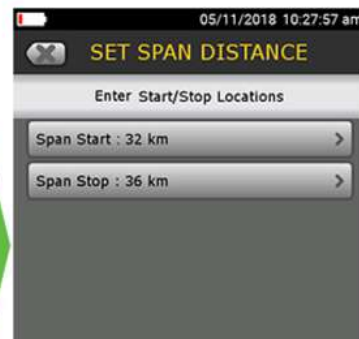 05/11/2018 10:27:57 am
SET SPAN DISTANCE
Enter Start/Stop Locations
Span Start : 32 km
Span Stop : 36 km